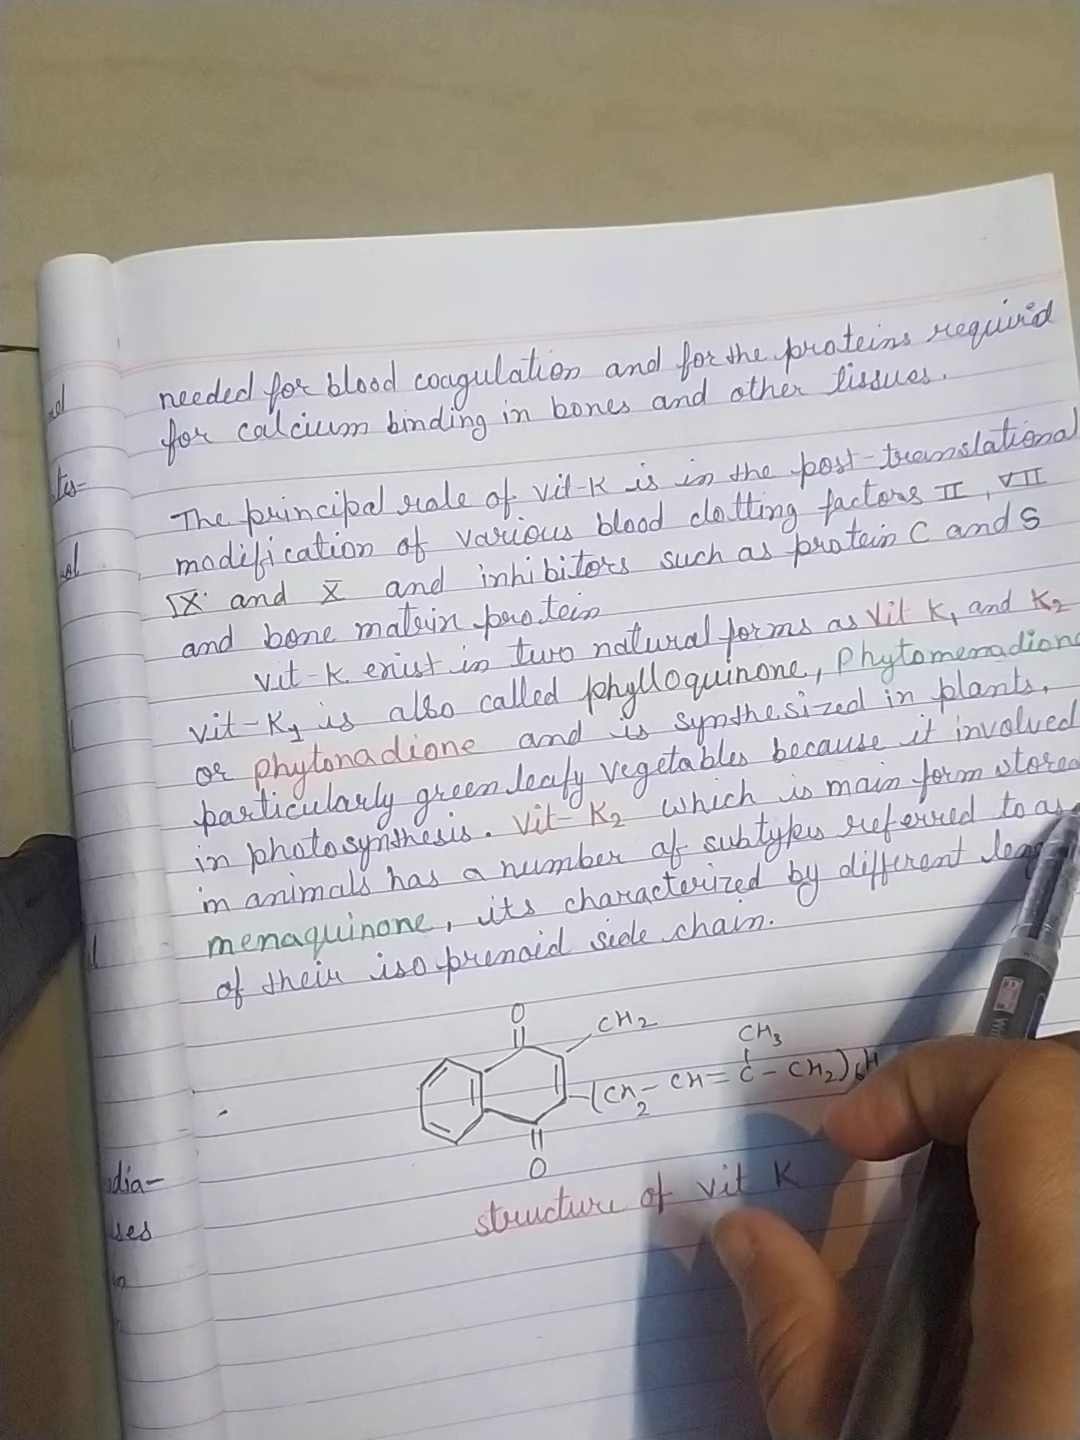 needed for blood coagulation and for the proteins required
for calcium binding in bones and other tissues.
The principal role of vit-K is in the post-translational
modification of various blood clotting factors II, VII
IX and X and inhibitors such as protein C and S
and bone matrix protein
vit-K exist in two natural forms as Vit K1 and K2
vit-K1 is also called phylloquinone, Phytomenadione
or phytonadione and is synthesized in plants,
particularly green leafy vegetables because it involved
in photosynthesis. Vit-K2 which is main form stored
in animals has a number of subtypes referred to as
menaquinone, its characterized by different
of their isoprenoid side chain.
O
CH2
CH3
(CH2-CH=C-CH2)6H
O
structure of vit K
dia-
ses